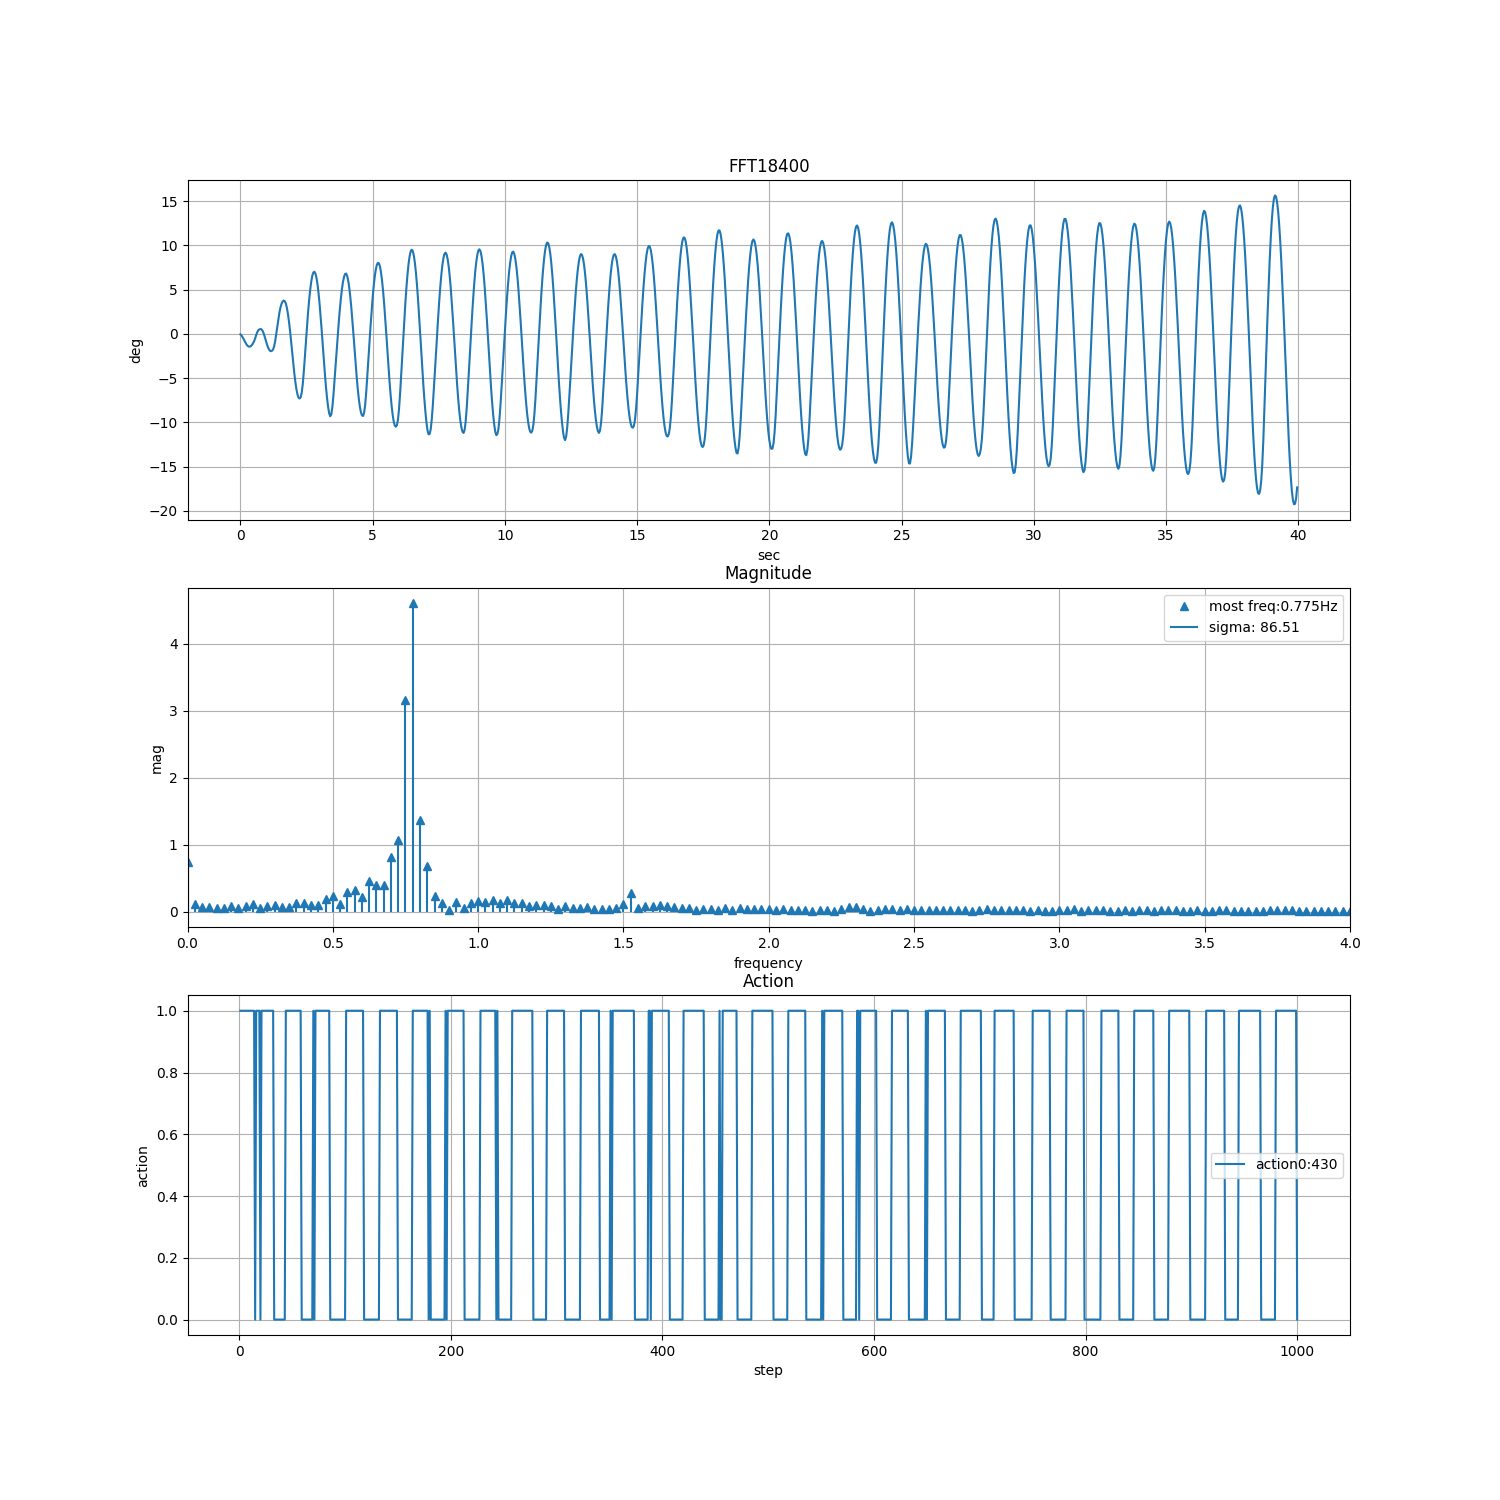 FFT18400
15
10
5
0
−5
−10
−15
−20
deg
0 5 10 15 20 25 30 35 40
sec
Magnitude
most freq:0.775Hz
sigma: 86.51
4
3
2
1
0
mag
0.0 0.5 1.0 1.5 2.0 2.5 3.0 3.5 4.0
frequency
Action
1.0
0.8
0.6
0.4
0.2
0.0
action
action0:430
0 200 400 600 800 1000
step